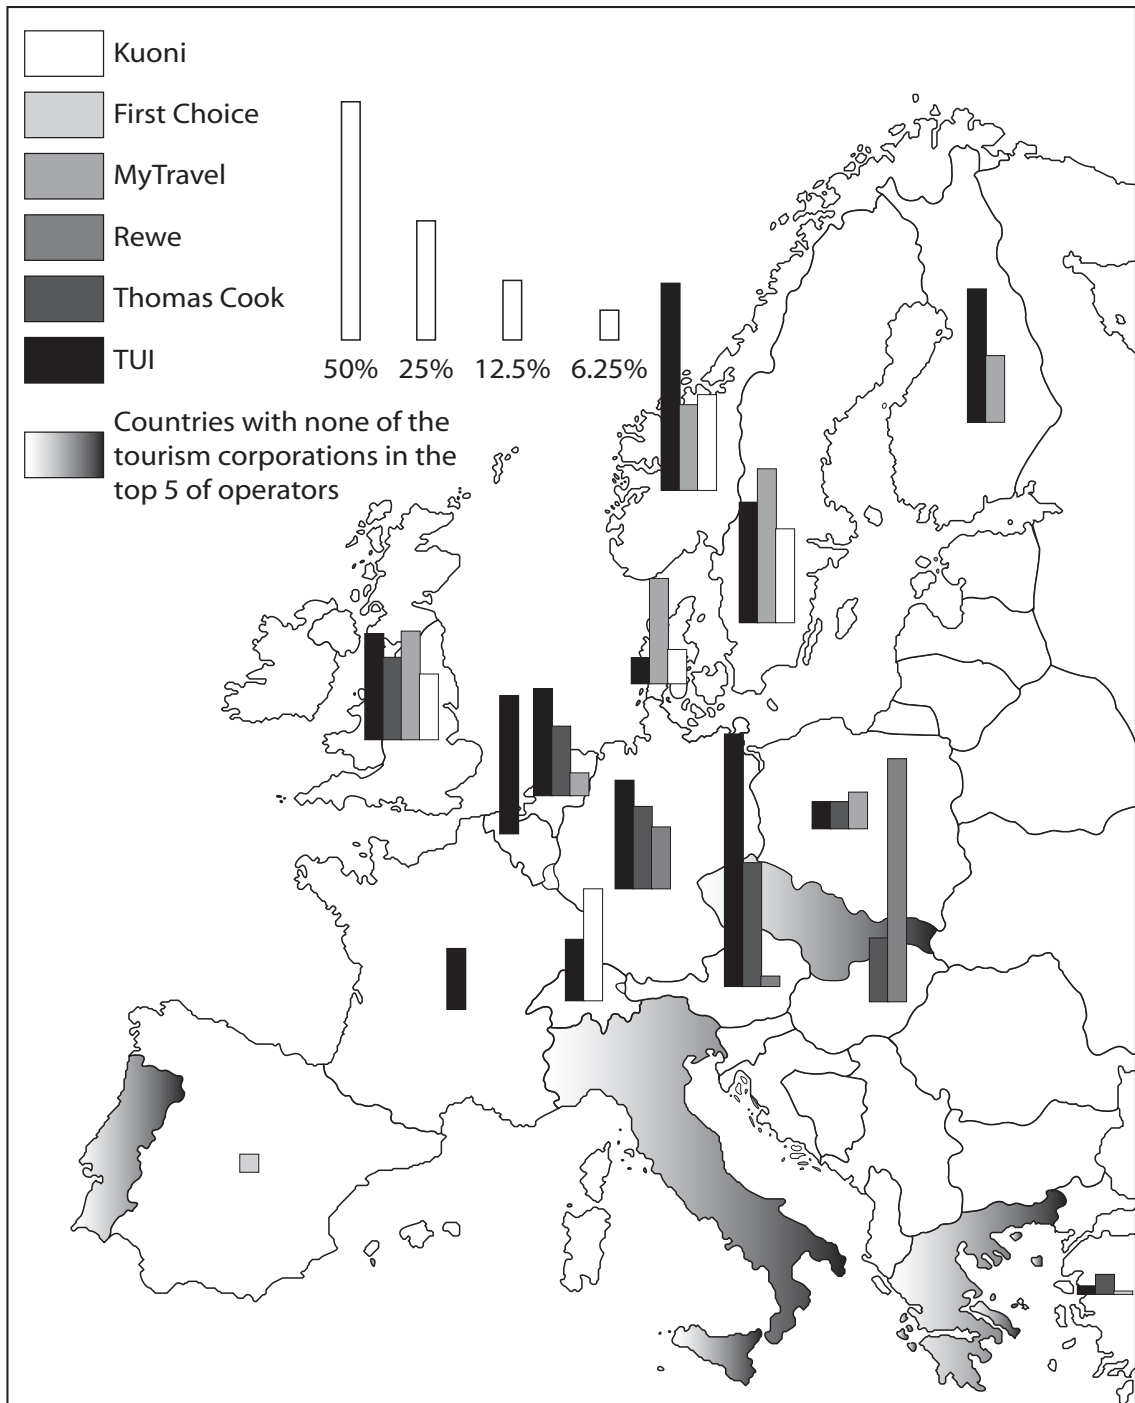 Kuoni
First Choice
MyTravel
Rewe
Thomas Cook
TUI
Countries with none of the
tourism corporations in the
top 5 of operators
50% 25% 12.5% 6.25%